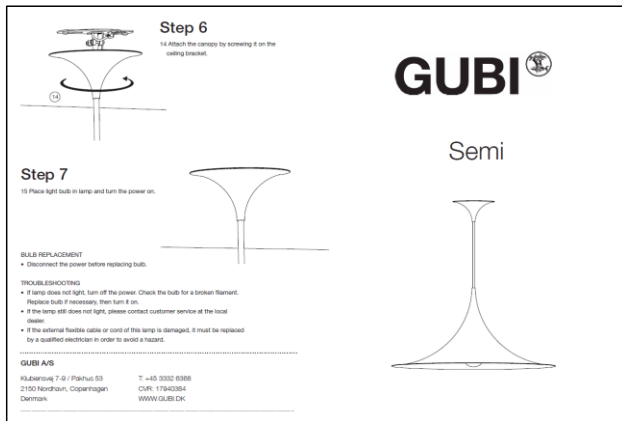 Step 6
14 Attach the canopy by screwing it on the
ceiling bracket.
14
Step 7
15 Place light bulb in lamp and turn the power on.
BULB REPLACEMENT
• Disconnect the power before replacing bulb.
TROUBLESHOOTING
• If lamp does not light, turn off the power. Check the bulb for a broken filament.
Replace bulb if necessary, then turn it on.
• If the lamp still does not light, please contact customer service at the local
dealer.
• If the external flexible cable or cord of this lamp is damaged, it must be replaced
by a qualified electrician in order to avoid a hazard.
GUBI A/S
Klubiensvej 7-9 / Pakhus 53
2150 Nordhavn, Copenhagen
Denmark
T: +45 3332 6368
CVR: 17940384
WWW.GUBI.DK
GUBI
Semi